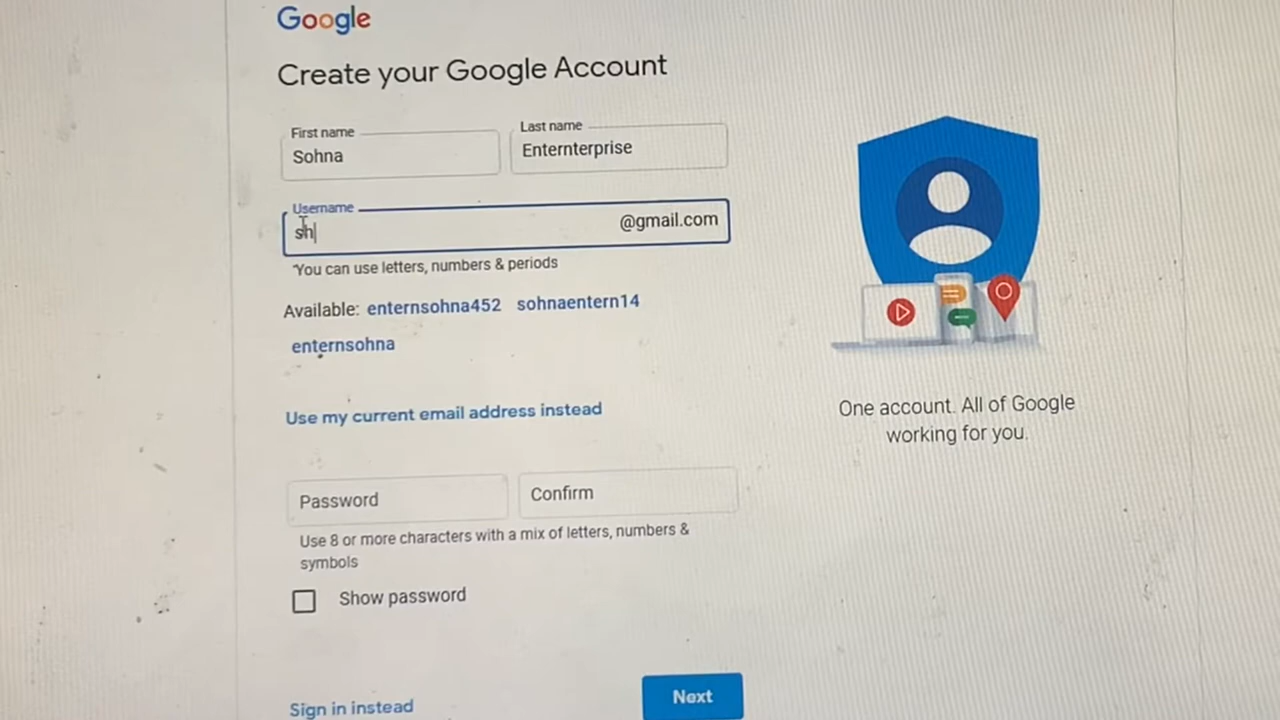 Google
Create your Google Account
First name
Last name
Sohna
Enternterprise
Username
sh
@gmail.com
You can use letters, numbers & periods
Available: enternsohna452 sohnaentern14
enternsohna
Use my current email address instead
Password
Confirm
Use 8 or more characters with a mix of letters, numbers &
symbols
Show password
One account. All of Google
working for you.
Sign in instead
Next